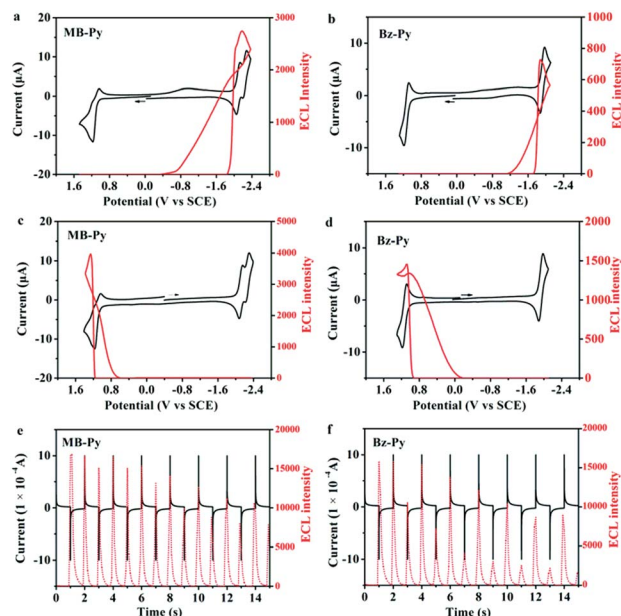 a
MB-Py
Current (μA)
20
10
0
-10
-20
ECL Intensity
3000
2000
1000
0
1.6 0.8 0.0 -0.8 -1.6 -2.4
Potential (V vs SCE)
b
Bz-Py
Current (μA)
10
0
-10
ECL intensity
1000
800
600
400
200
0
1.6 0.8 0.0 -0.8 -1.6 -2.4
Potential (V vs SCE)
c
MB-Py
Current (μA)
20
10
0
-10
-20
ECL intensity
5000
4000
3000
2000
1000
0
1.6 0.8 0.0 -0.8 -1.6 -2.4
Potential (V vs SCE)
d
Bz-Py
Current (μA)
10
0
-10
ECL intensity
2000
1500
1000
500
0
1.6 0.8 0.0 -0.8 -1.6 -2.4
Potential (V vs SCE)
e
MB-Py
Current (1 × 10⁻⁴A)
10
0
-10
ECL intensity
20000
15000
10000
5000
0
0 2 4 6 8 10 12 14
Time (s)
f
Bz-Py
Current (1 × 10⁻⁴A)
10
5
0
-5
-10
-15
ECL intensity
20000
15000
10000
5000
0
0 2 4 6 8 10 12 14
Time (s)